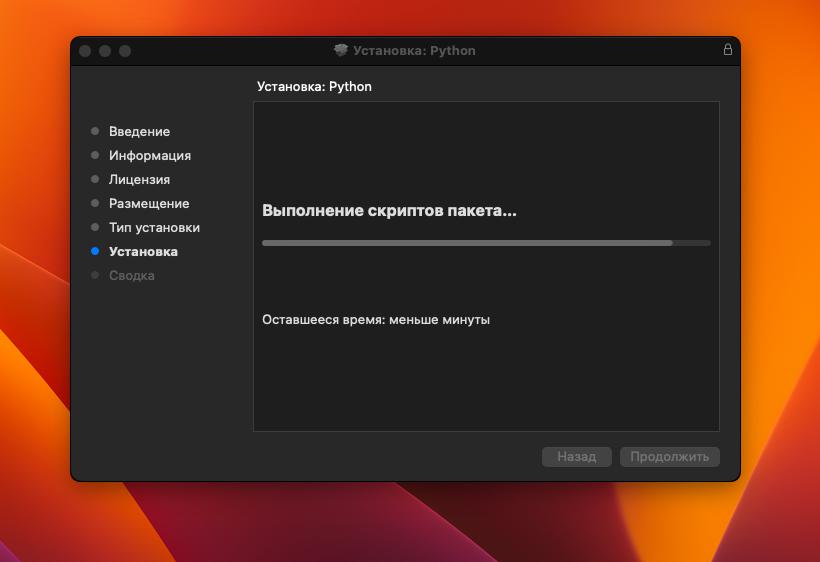 Установка: Python
Установка: Python
Введение
Информация
Лицензия
Размещение
Тип установки
Установка
Сводка
Выполнение скриптов пакета...
Оставшееся время: меньше минуты
Назад
Продолжить